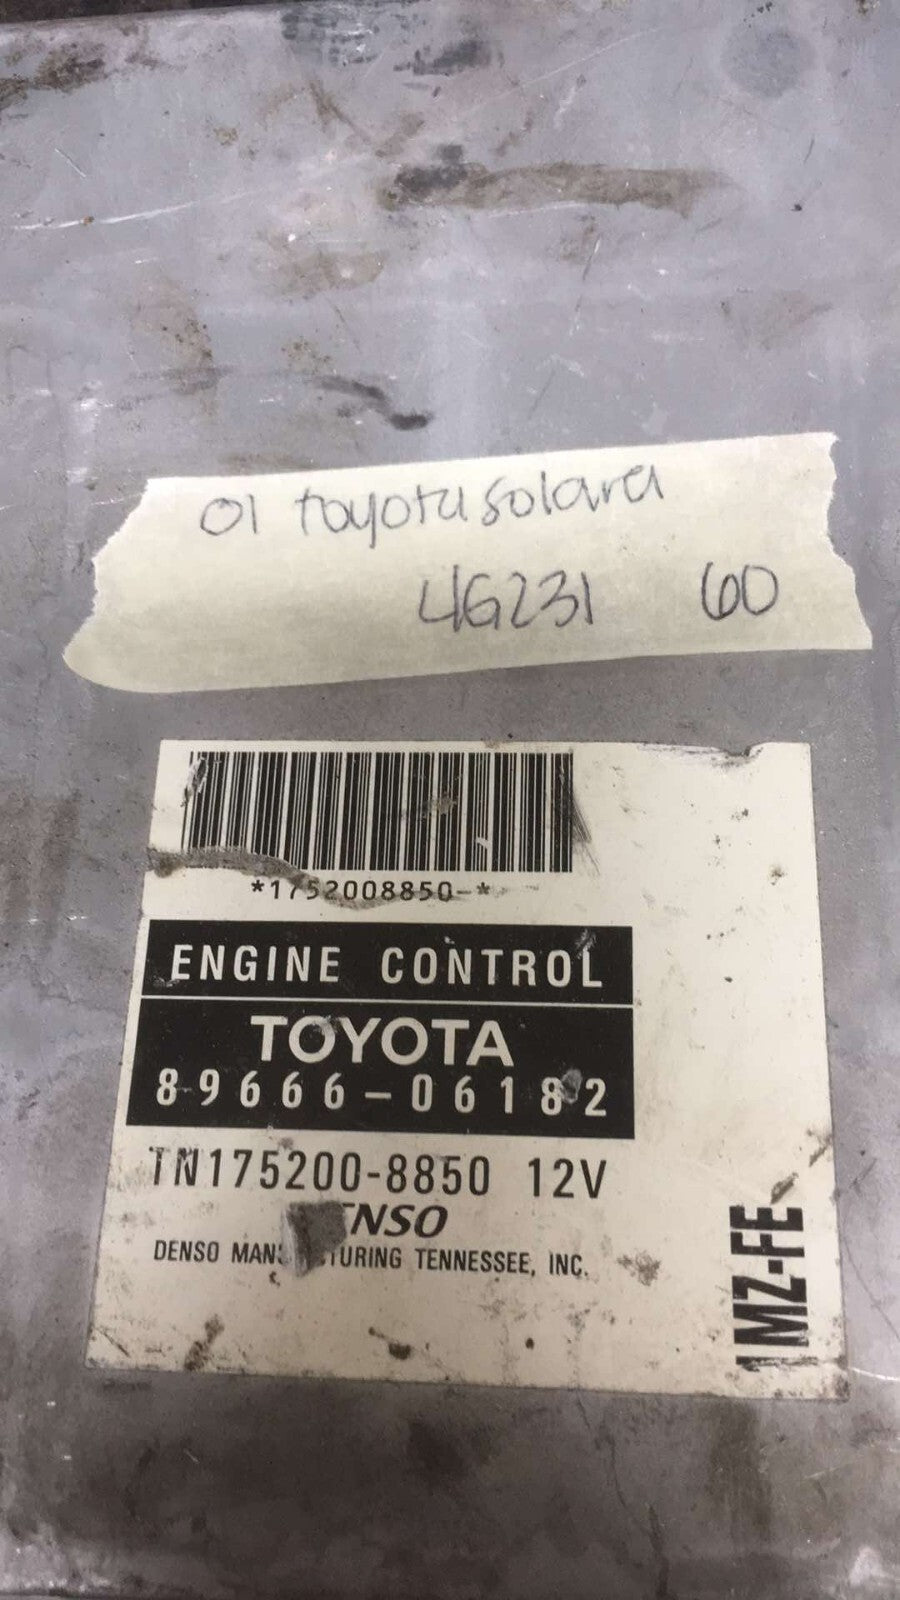 01 toyota solara
4G231 60
*1752008850-*
ENGINE CONTROL
TOYOTA
89666-06182
TN175200-8850 12V
DENSO MANUFACTURING TENNESSEE, INC.
1MZ-FE